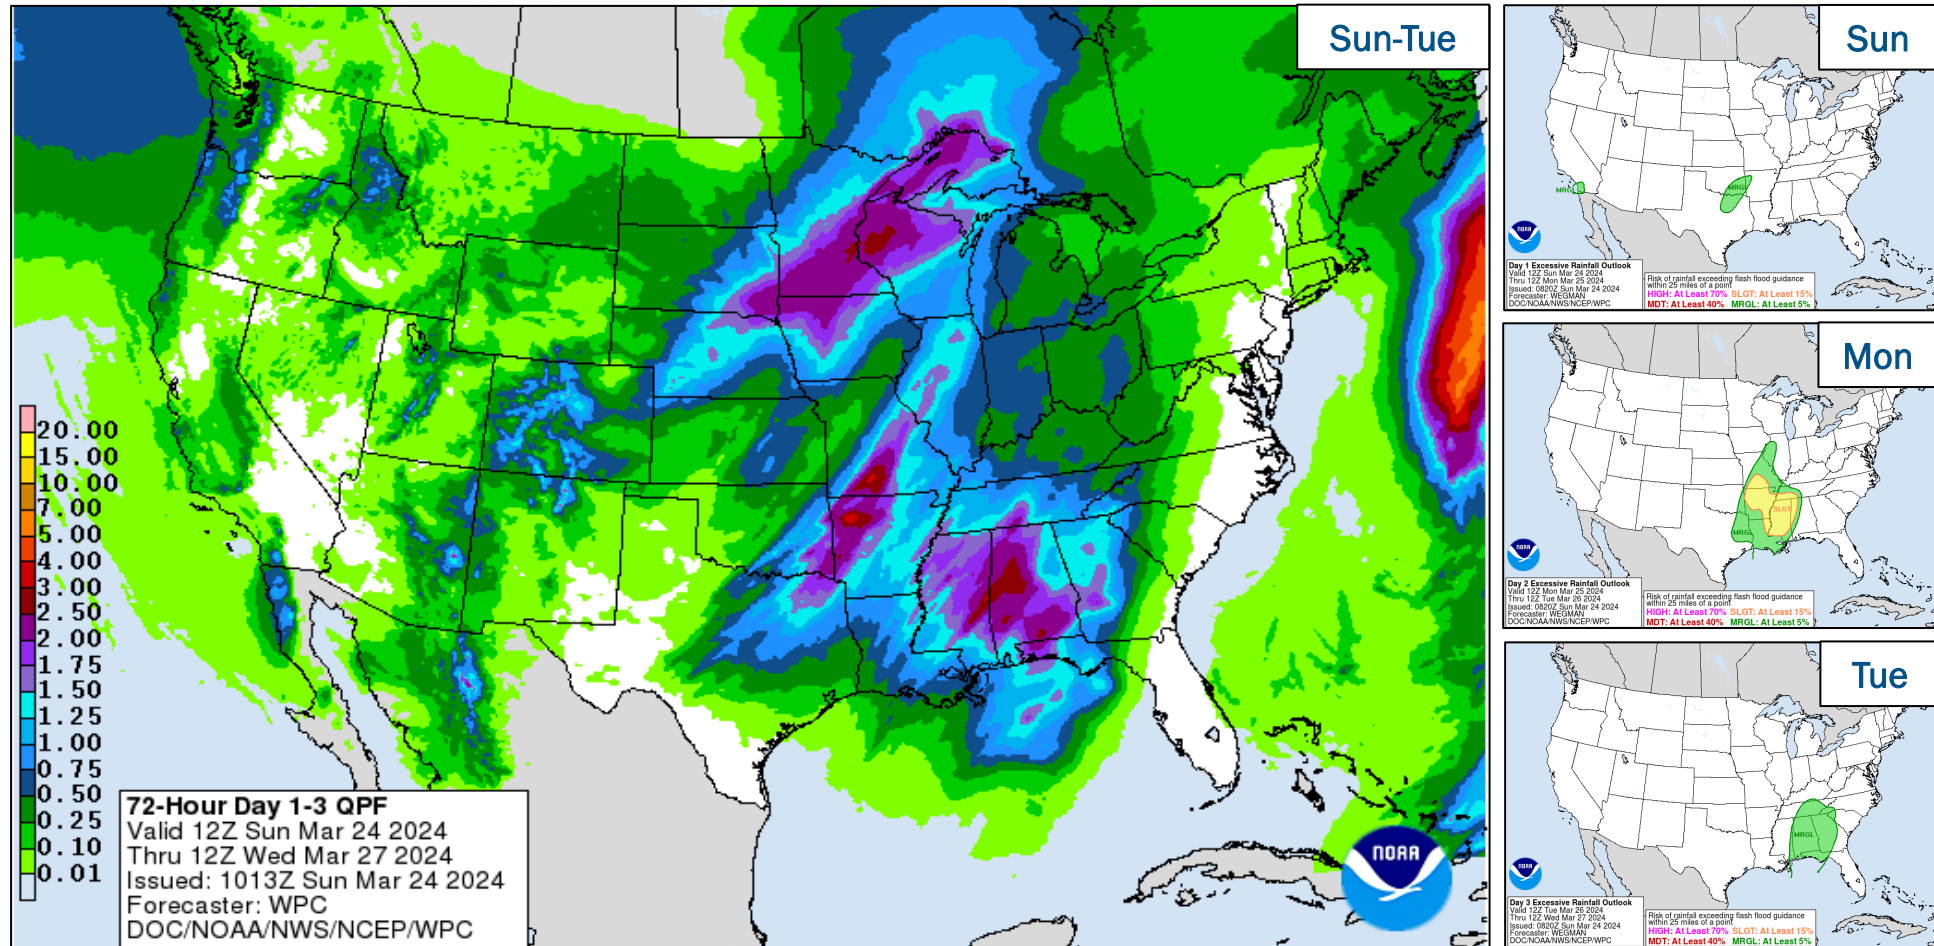 Sun-Tue
20.00
15.00
10.00
7.00
5.00
4.00
3.00
2.50
2.00
1.75
1.50
1.25
1.00
0.75
0.50
0.25
0.10
0.01
72-Hour Day 1-3 QPF
Valid 12Z Sun Mar 24 2024
Thru 12Z Wed Mar 27 2024
Issued: 1013Z Sun Mar 24 2024
Forecaster: WPC
DOC/NOAA/NWS/NCEP/WPC
NOAA
Sun
MRGL
MRGL
NOAA
Day 1 Excessive Rainfall Outlook
Valid 12Z Sun Mar 24 2024
Thru 12Z Mon Mar 25 2024
Issued: 0820Z Sun Mar 24 2024
Forecaster: WEGMAN
DOC/NOAA/NWS/NCEP/WPC
Risk of rainfall exceeding flash flood guidance
within 25 miles of a point
HIGH: At Least 70% SLGT: At Least 15%
MDT: At Least 40% MRGL: At Least 5%
Mon
SLGT
MRGL
NOAA
Day 2 Excessive Rainfall Outlook
Valid 12Z Mon Mar 25 2024
Thru 12Z Tue Mar 26 2024
Issued: 0820Z Sun Mar 24 2024
Forecaster: WEGMAN
DOC/NOAA/NWS/NCEP/WPC
Risk of rainfall exceeding flash flood guidance
within 25 miles of a point
HIGH: At Least 70% SLGT: At Least 15%
MDT: At Least 40% MRGL: At Least 5%
Tue
MRGL
NOAA
Day 3 Excessive Rainfall Outlook
Valid 12Z Tue Mar 26 2024
Thru 12Z Wed Mar 27 2024
Issued: 0820Z Sun Mar 24 2024
Forecaster: WEGMAN
DOC/NOAA/NWS/NCEP/WPC
Risk of rainfall exceeding flash flood guidance
within 25 miles of a point
HIGH: At Least 70% SLGT: At Least 15%
MDT: At Least 40% MRGL: At Least 5%